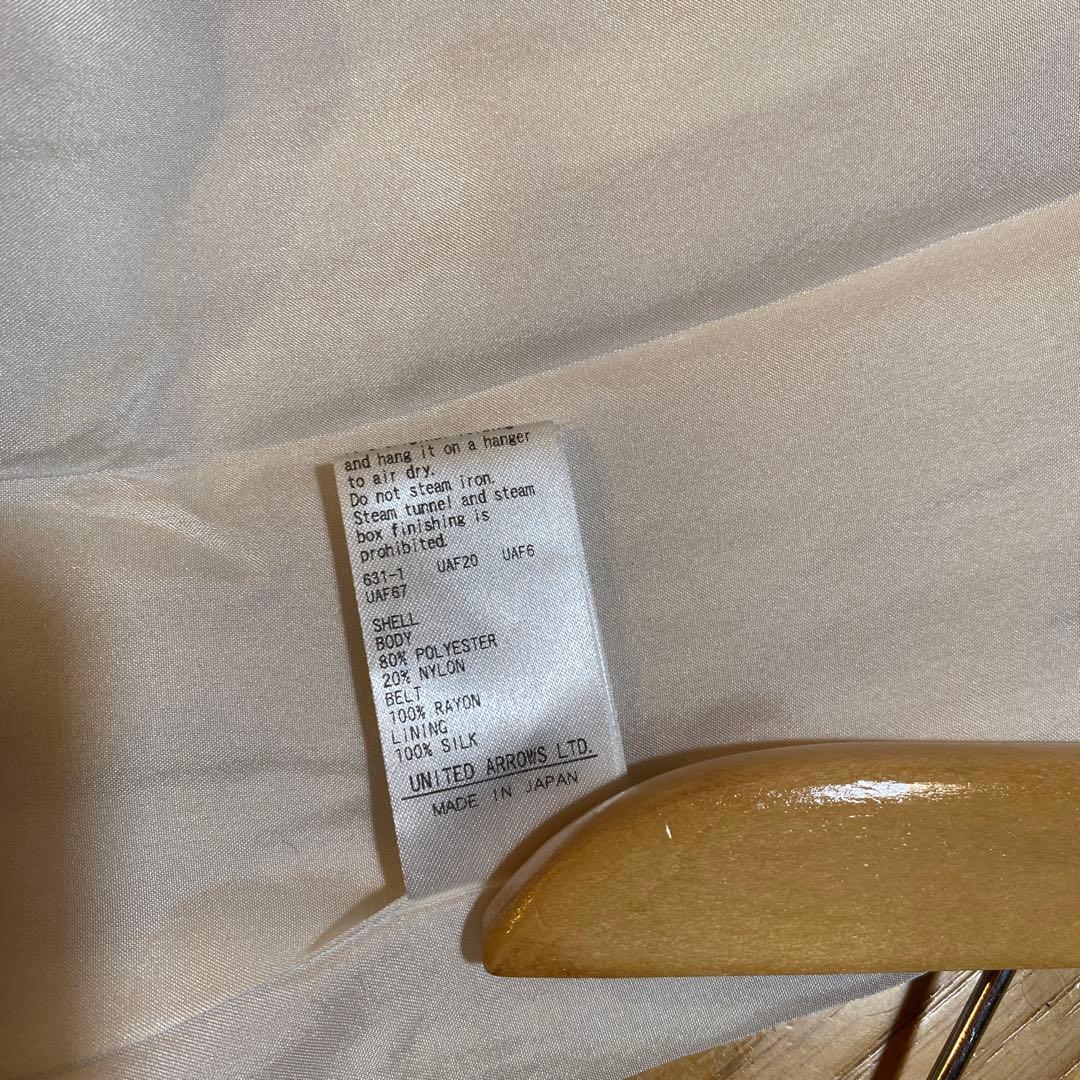 and hang it on a hanger
to air dry.
Do not steam iron.
Steam tunnel and steam
box finishing is
prohibited.
631-1 UAF20 UAF6
UAF67
SHELL
BODY
80% POLYESTER
20% NYLON
BELT
100% RAYON
LINING
100% SILK
UNITED ARROWS LTD.
MADE IN JAPAN